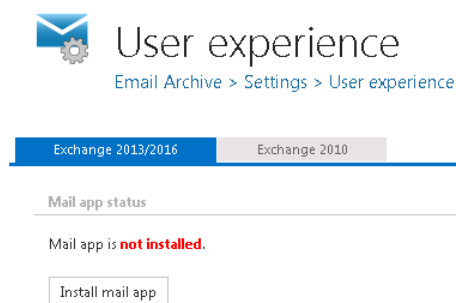 User experience
Email Archive > Settings > User experience
Exchange 2013/2016 Exchange 2010
Mail app status
Mail app is not installed.
Install mail app